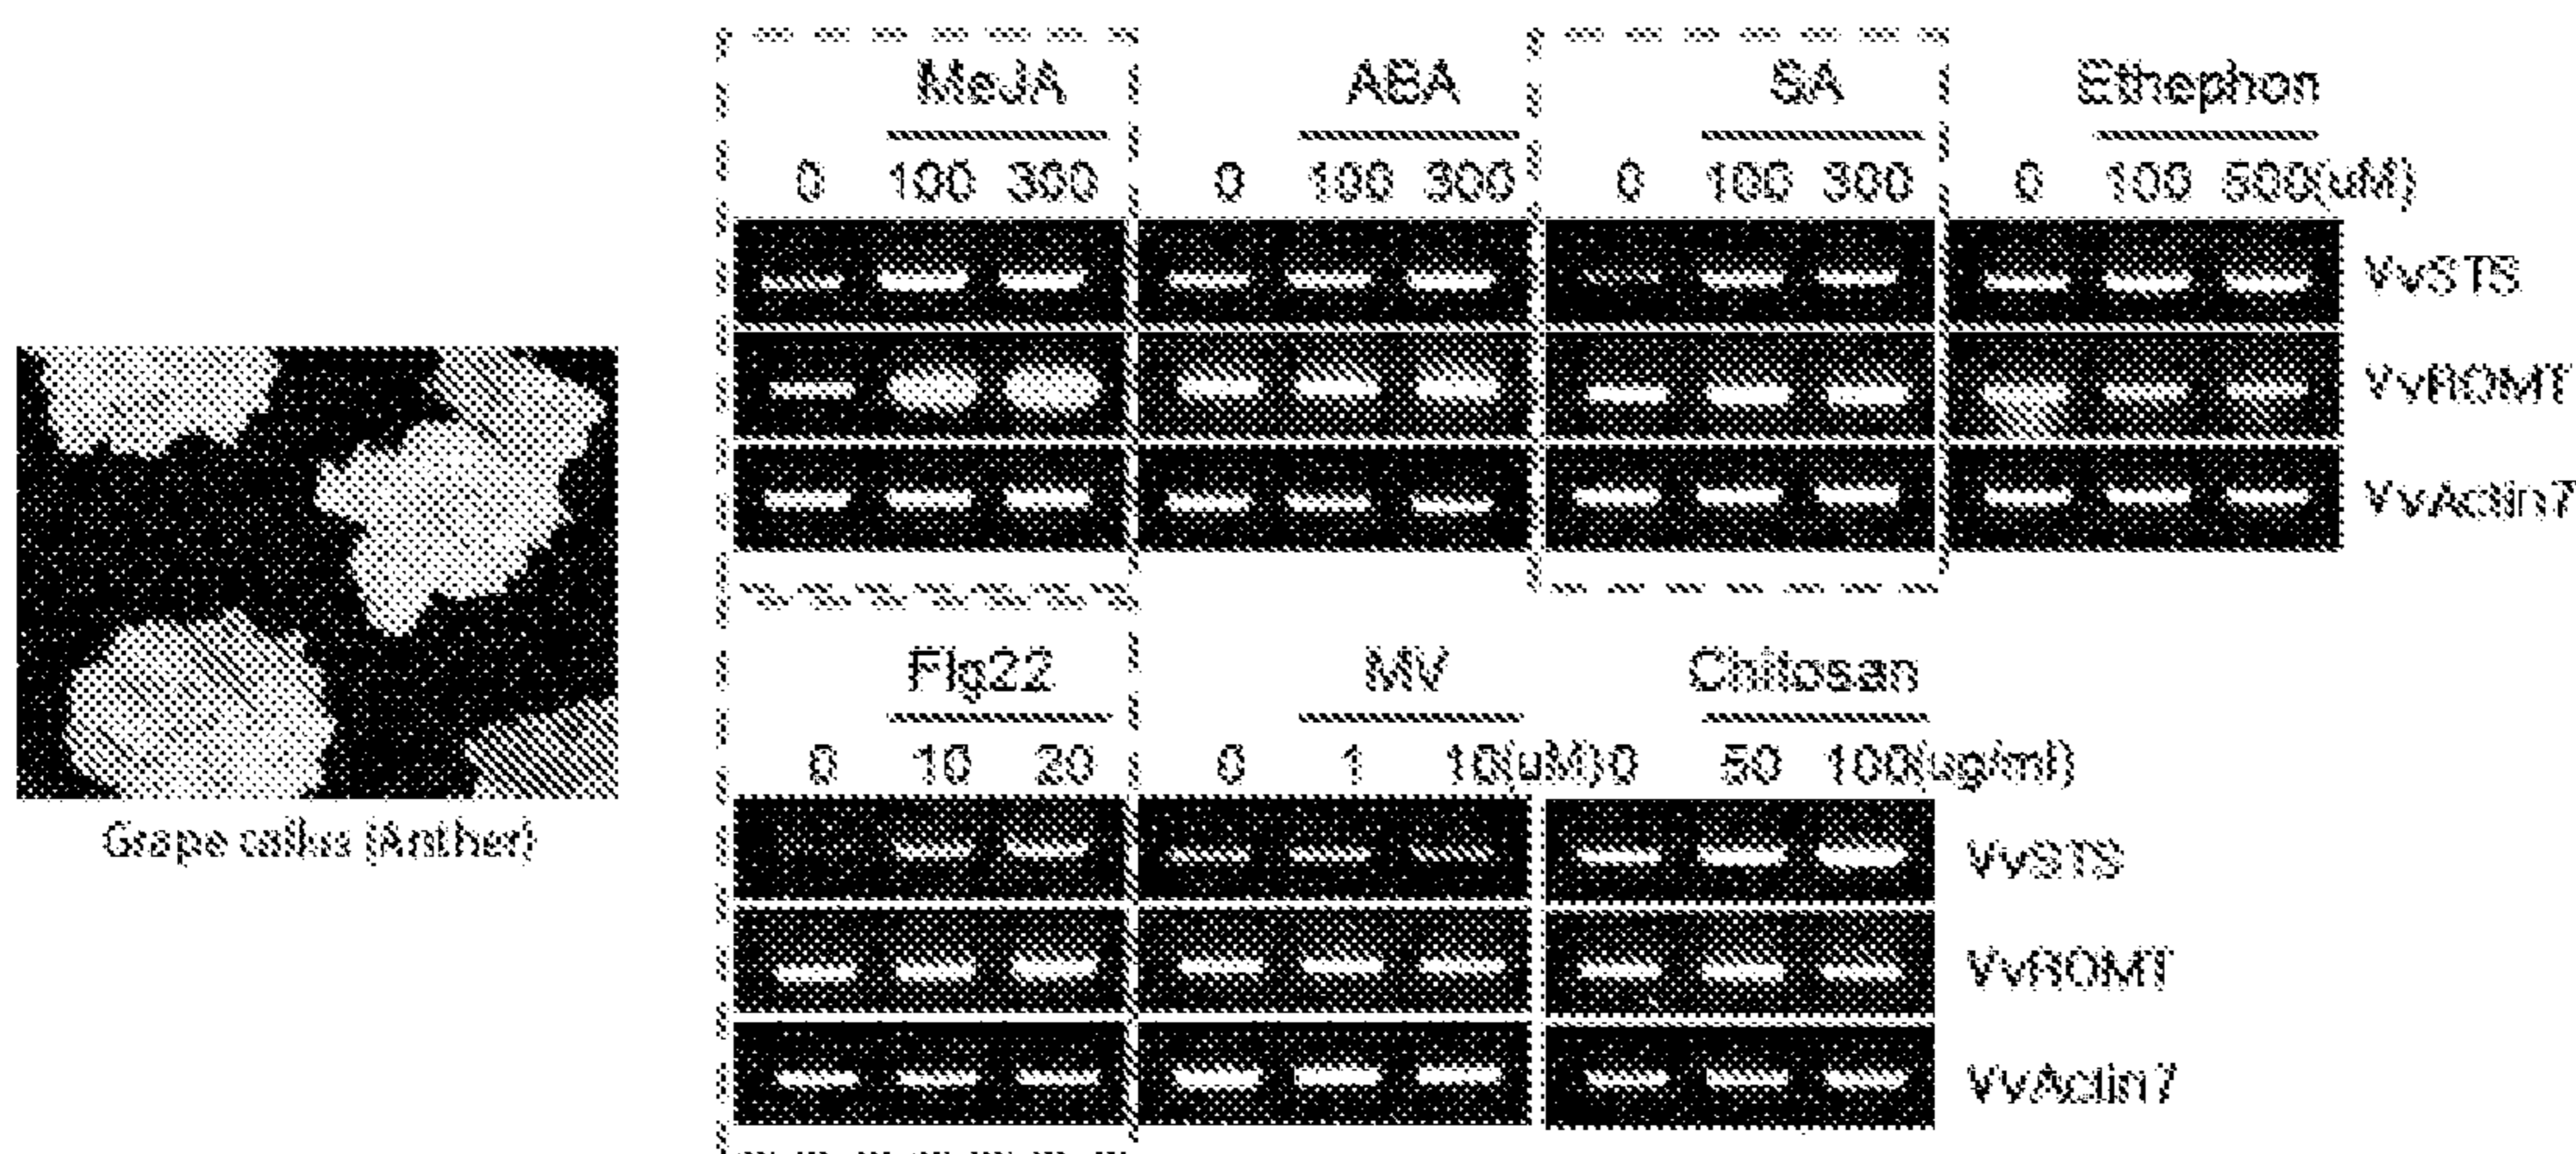 MeJA ABA SA Ethephon
0 100 300 0 100 300 0 100 300 0 100 500(uM)
VvSTS
VvROMT
VvActin7
Grape callus (Anther)
Flg22 MV Chitosan
0 10 20 0 1 10(uM) 0 50 100(ug/ml)
VvSTS
VvROMT
VvActin7